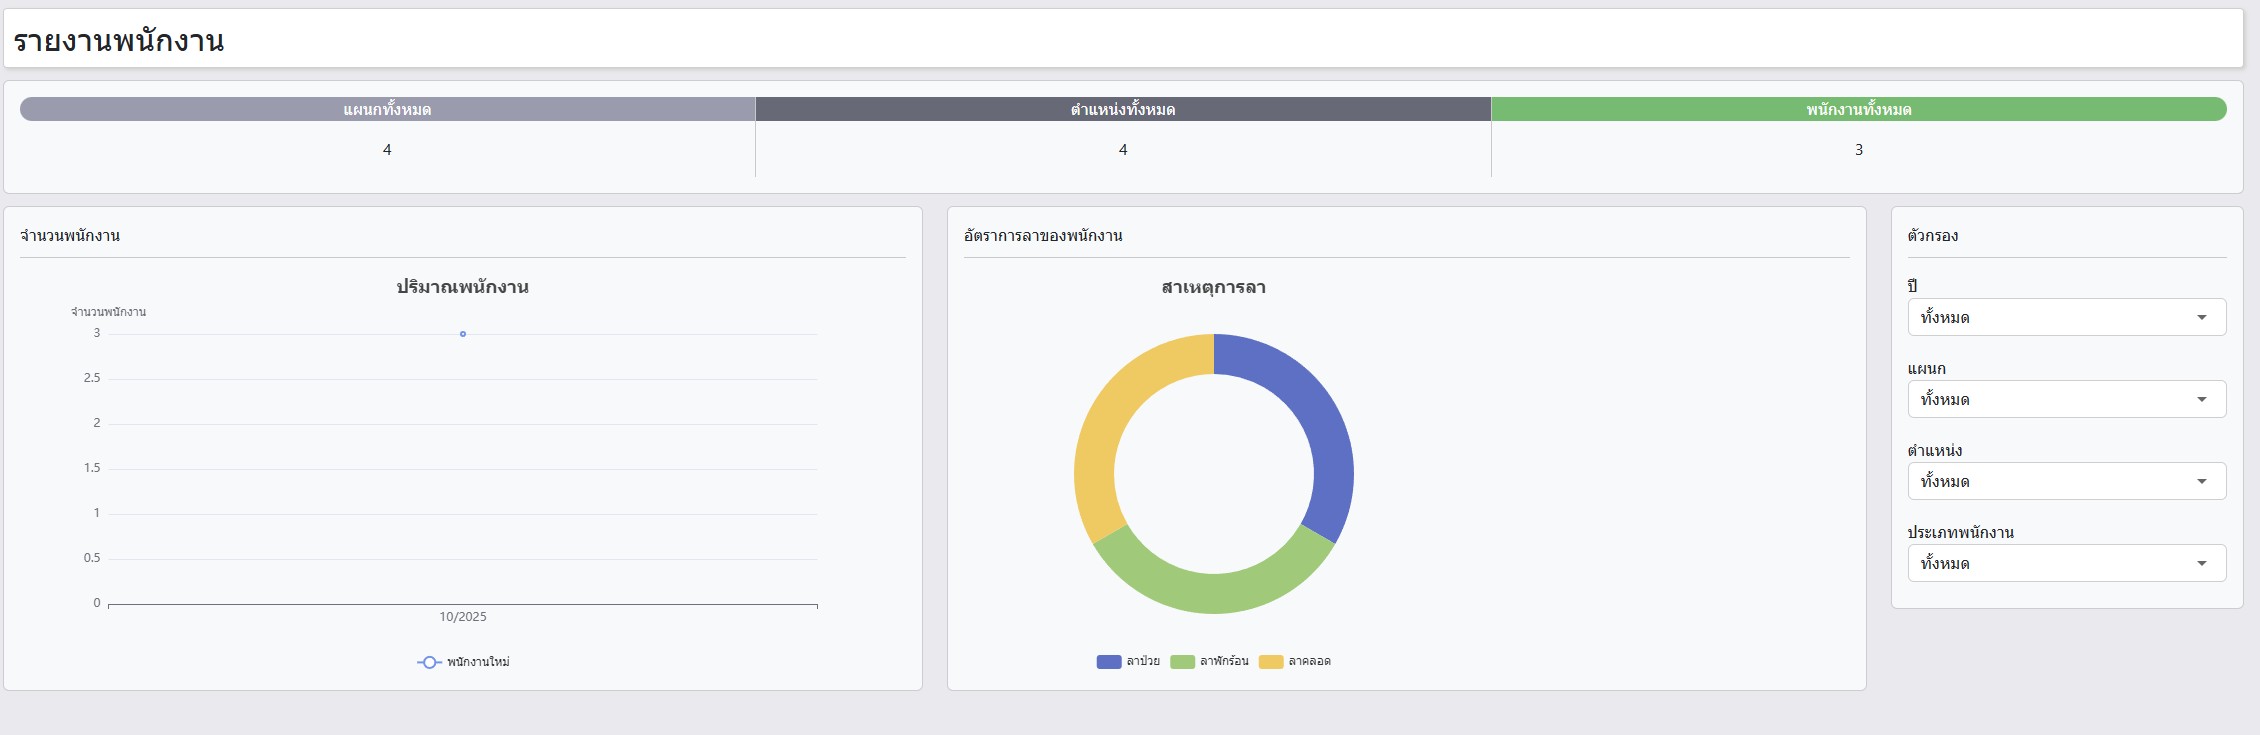 รายงานพนักงาน
แผนกทั้งหมด
ตำแหน่งทั้งหมด
พนักงานทั้งหมด
4
4
3
จำนวนพนักงาน
ปริมาณพนักงาน
จำนวนพนักงาน
3
2.5
2
1.5
1
0.5
0
10/2025
พนักงานใหม่
อัตราการลาของพนักงาน
สาเหตุการลา
ลาป่วย
ลาพักร้อน
ลาคลอด
ตัวกรอง
ปี
ทั้งหมด
แผนก
ทั้งหมด
ตำแหน่ง
ทั้งหมด
ประเภทพนักงาน
ทั้งหมด